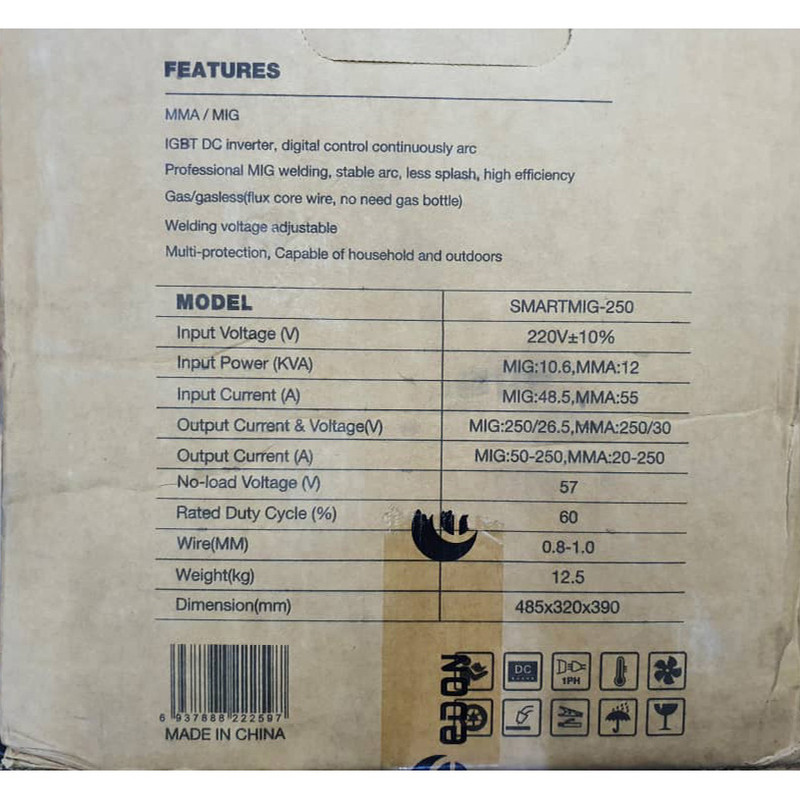 FEATURES
MMA / MIG
IGBT DC inverter, digital control continuously arc
Professional MIG welding, stable arc, less splash, high efficiency
Gas/gasless(flux core wire, no need gas bottle)
Welding voltage adjustable
Multi-protection, Capable of household and outdoors
MODEL SMARTMIG-250
Input Voltage (V) 220V±10%
Input Power (KVA) MIG:10.6,MMA:12
Input Current (A) MIG:48.5,MMA:55
Output Current & Voltage(V) MIG:250/26.5,MMA:250/30
Output Current (A) MIG:50-250,MMA:20-250
No-load Voltage (V) 57
Rated Duty Cycle (%) 60
Wire(MM) 0.8-1.0
Weight(kg) 12.5
Dimension(mm) 485x320x390
DC
1PH
6 937888 222597
MADE IN CHINA